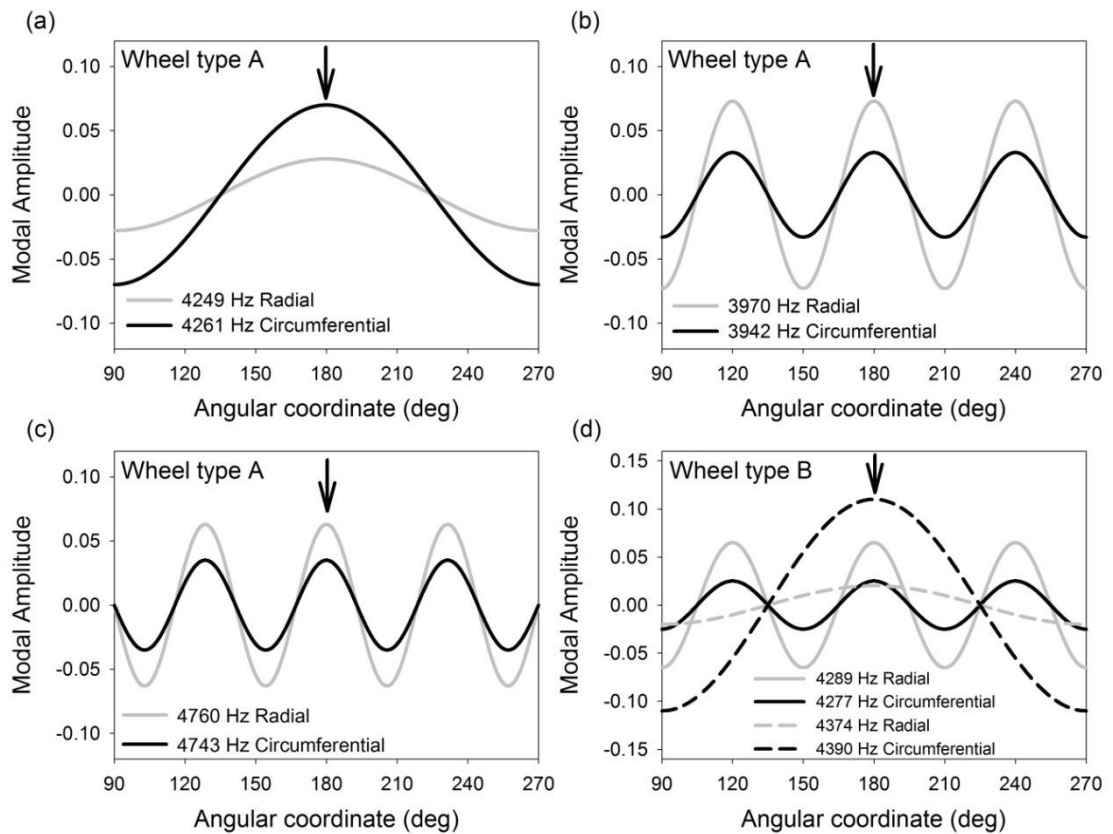 (a)
Wheel type A
Modal Amplitude
0.10
0.05
0.00
-0.05
-0.10
4249 Hz Radial
4261 Hz Circumferential
90 120 150 180 210 240 270
Angular coordinate (deg)
(b)
Wheel type A
Modal Amplitude
0.10
0.05
0.00
-0.05
-0.10
3970 Hz Radial
3942 Hz Circumferential
90 120 150 180 210 240 270
Angular coordinate (deg)
(c)
Wheel type A
Modal Amplitude
0.10
0.05
0.00
-0.05
-0.10
4760 Hz Radial
4743 Hz Circumferential
90 120 150 180 210 240 270
Angular coordinate (deg)
(d)
Wheel type B
Modal Amplitude
0.15
0.10
0.05
0.00
-0.05
-0.10
-0.15
4289 Hz Radial
4277 Hz Circumferential
4374 Hz Radial
4390 Hz Circumferential
90 120 150 180 210 240 270
Angular coordinate (deg)